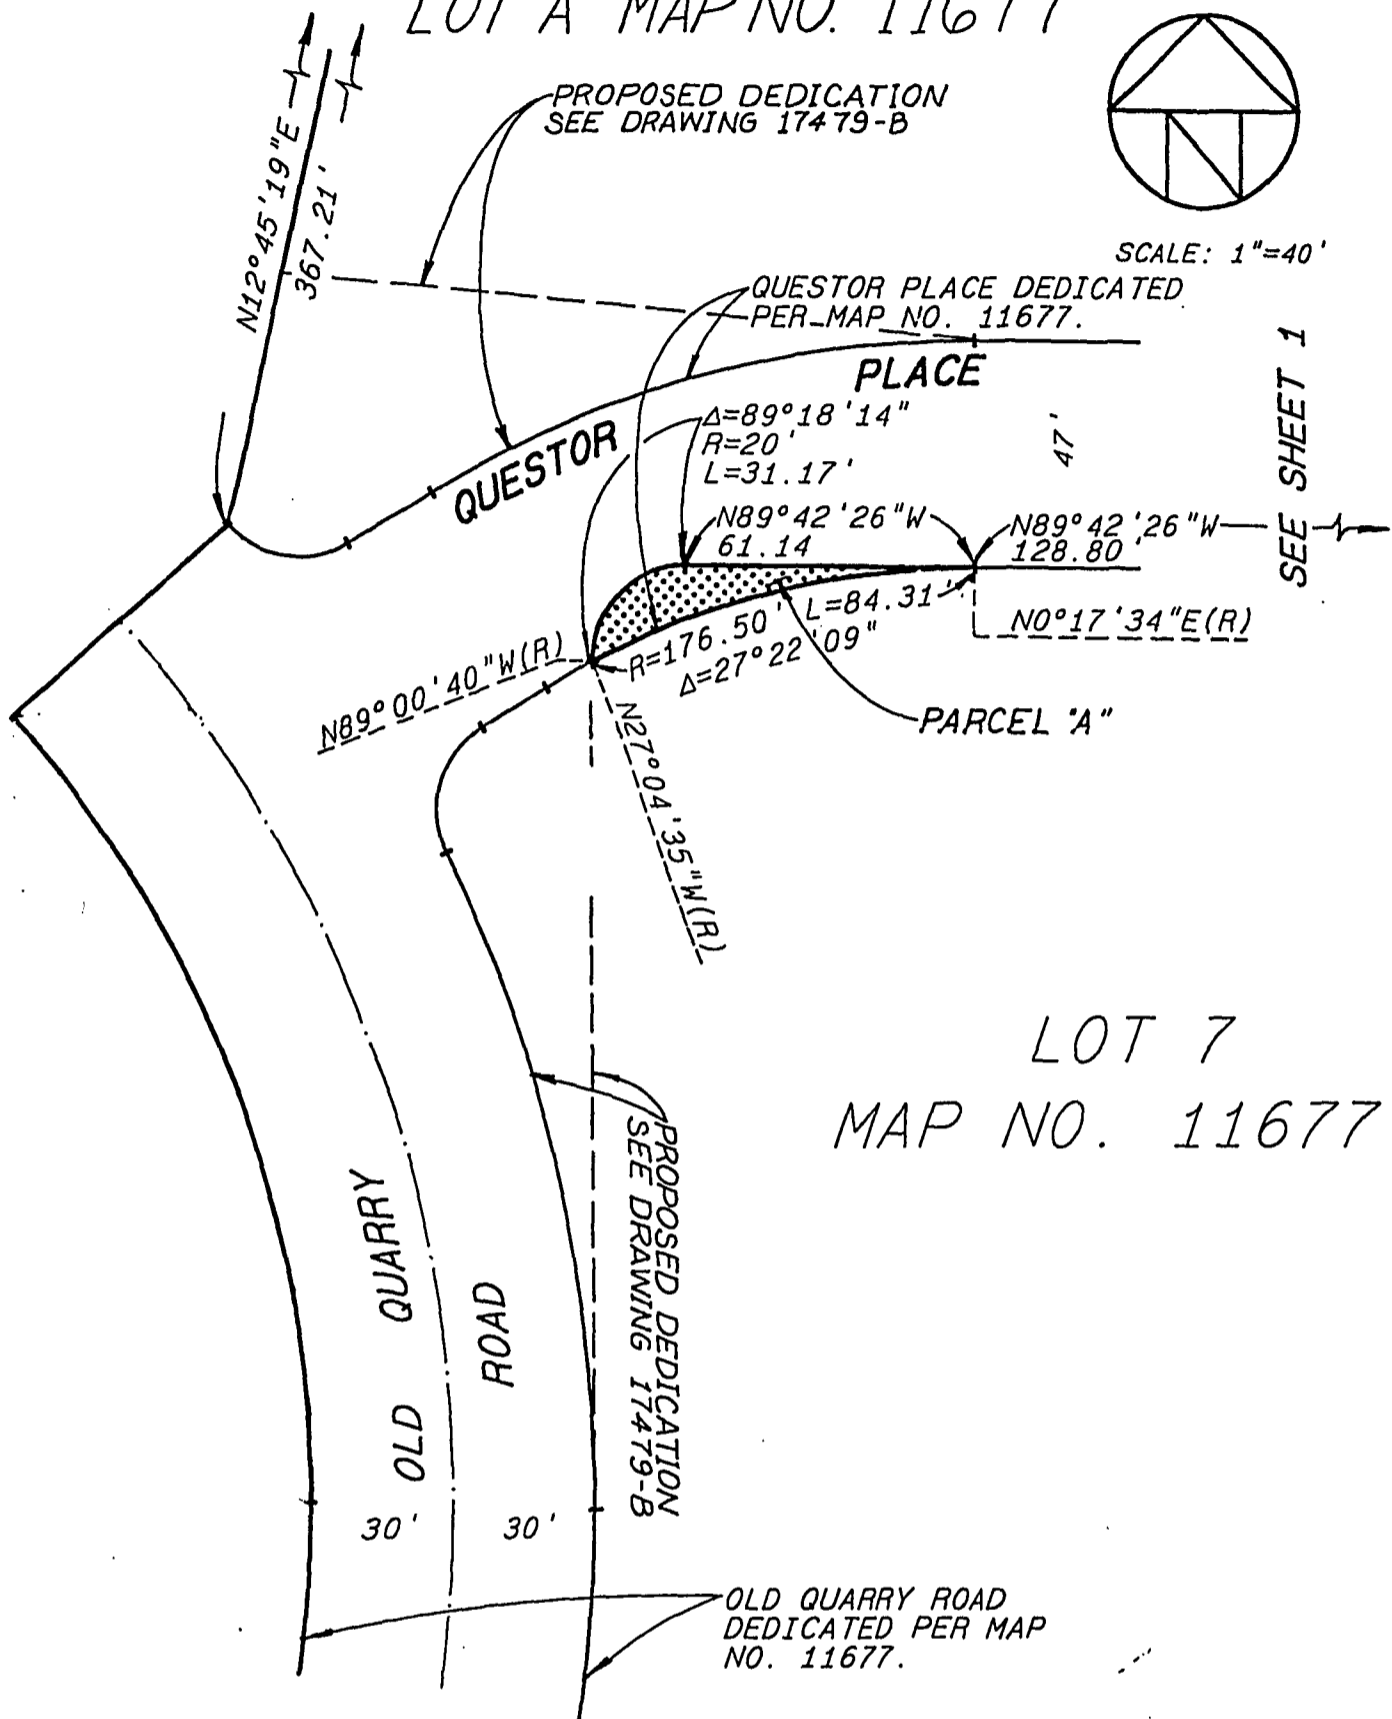 LOT A MAP NO. 11677
PROPOSED DEDICATION
SEE DRAWING 17479-B
N
SCALE: 1"=40'
N12°45'19"E
367.21'
QUESTOR PLACE DEDICATED
PER MAP NO. 11677.
QUESTOR PLACE
47'
SEE SHEET 1
Δ=89°18'14"
R=20'
L=31.17'
N89°42'26"W
61.14
N89°42'26"W
128.80'
L=84.31'
R=176.50'
Δ=27°22'09"
N0°17'34"E(R)
N89°00'40"W(R)
N27°04'35"W(R)
PARCEL "A"
LOT 7
MAP NO. 11677
PROPOSED DEDICATION
SEE DRAWING 17479-B
OLD QUARRY ROAD
30'
30'
OLD QUARRY ROAD
DEDICATED PER MAP
NO. 11677.